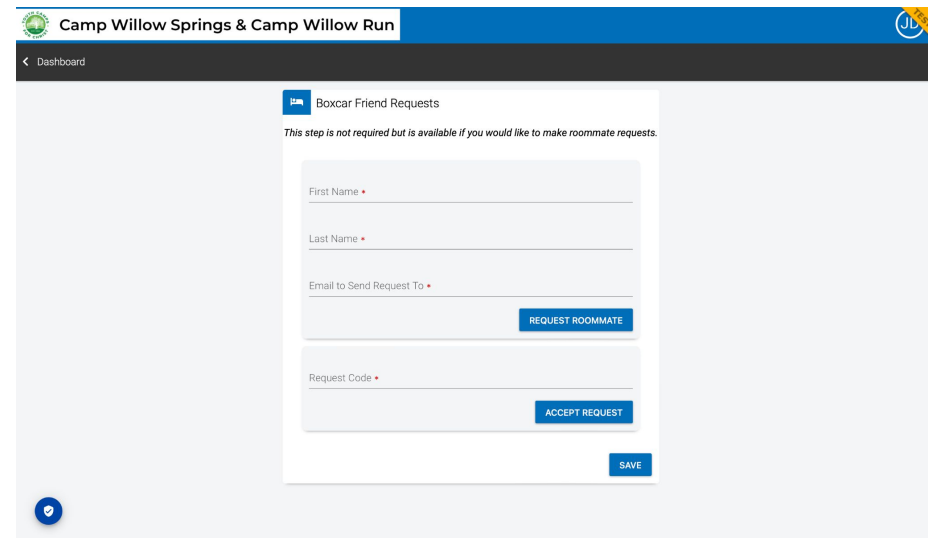 Camp Willow Springs & Camp Willow Run
JD
TES
Dashboard
Boxcar Friend Requests
This step is not required but is available if you would like to make roommate requests.
First Name •
Last Name •
Email to Send Request To •
REQUEST ROOMMATE
Request Code •
ACCEPT REQUEST
SAVE